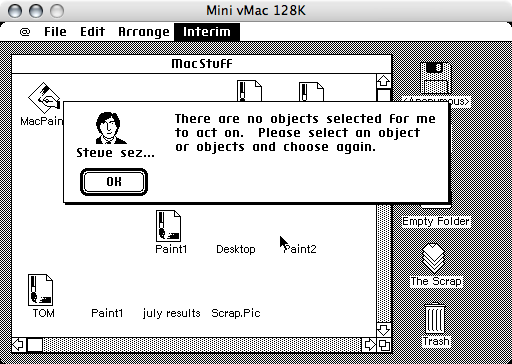 Mini vMac 128K
@ File Edit Arrange Interim
MacStuff
MacPain
<Anonymous>
There are no objects selected for me
to act on. Please select an object
or objects and choose again.
Steve sez...
OK
Empty Folder
Paint1 Desktop Paint2
The Scrap
TOM Paint1 july results Scrap.Pic
Trash